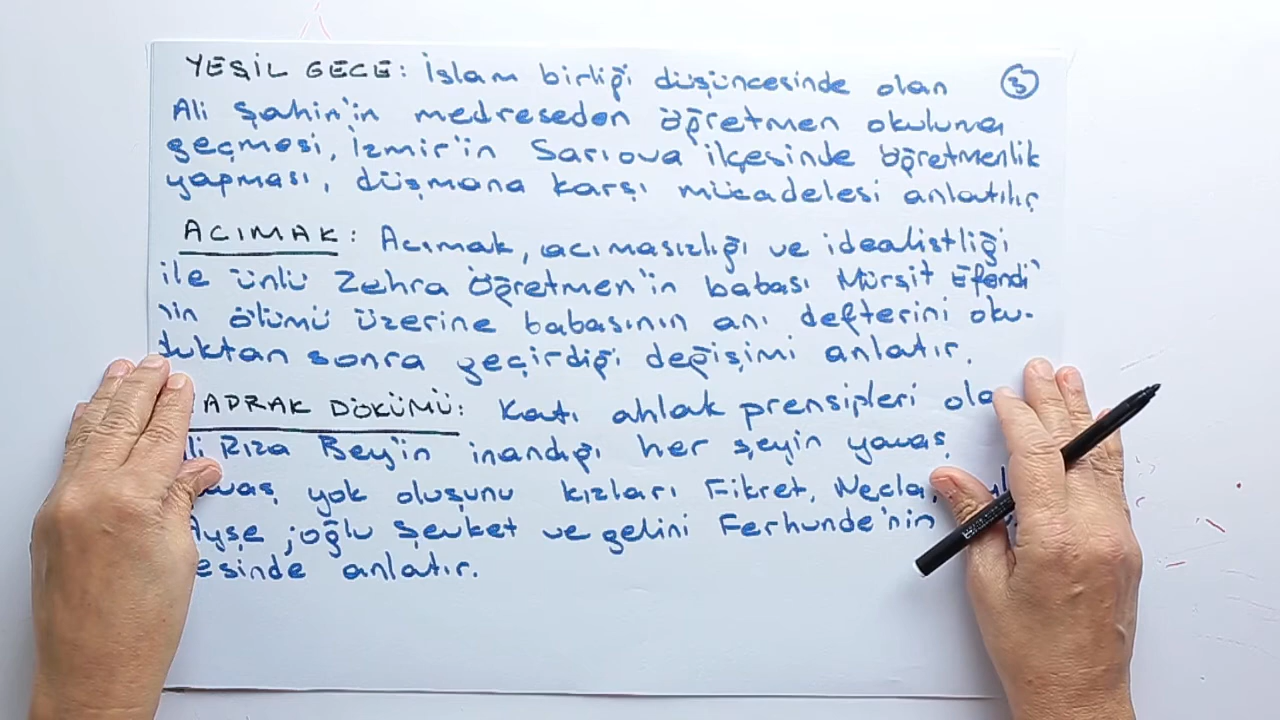 YEŞİL GECE: İslam birliği düşüncesinde olan ③
Ali Şahin'in medreseden öğretmen okuluna
geçmesi, İzmir'in Sarıova ilçesinde öğretmenlik
yapması, düşmana karşı mücadelesi anlatılır
ACIMAK: Acımak, acımasızlığı ve idealistliği
ile ünlü Zehra Öğretmen'in babası Mürşit Efendi'
'nin ölümü üzerine babasının anı defterini oku-
duktan sonra geçirdiği değişimi anlatır.
APRAK DÖKÜMÜ: Katı ahlak prensipleri ola
li Rıza Bey'in inandığı her şeyin yavaş
avaş yok oluşunu kızları Fikret, Necla,
Ayşe, oğlu Şevket ve gelini Ferhunde'nin
esinde anlatır.